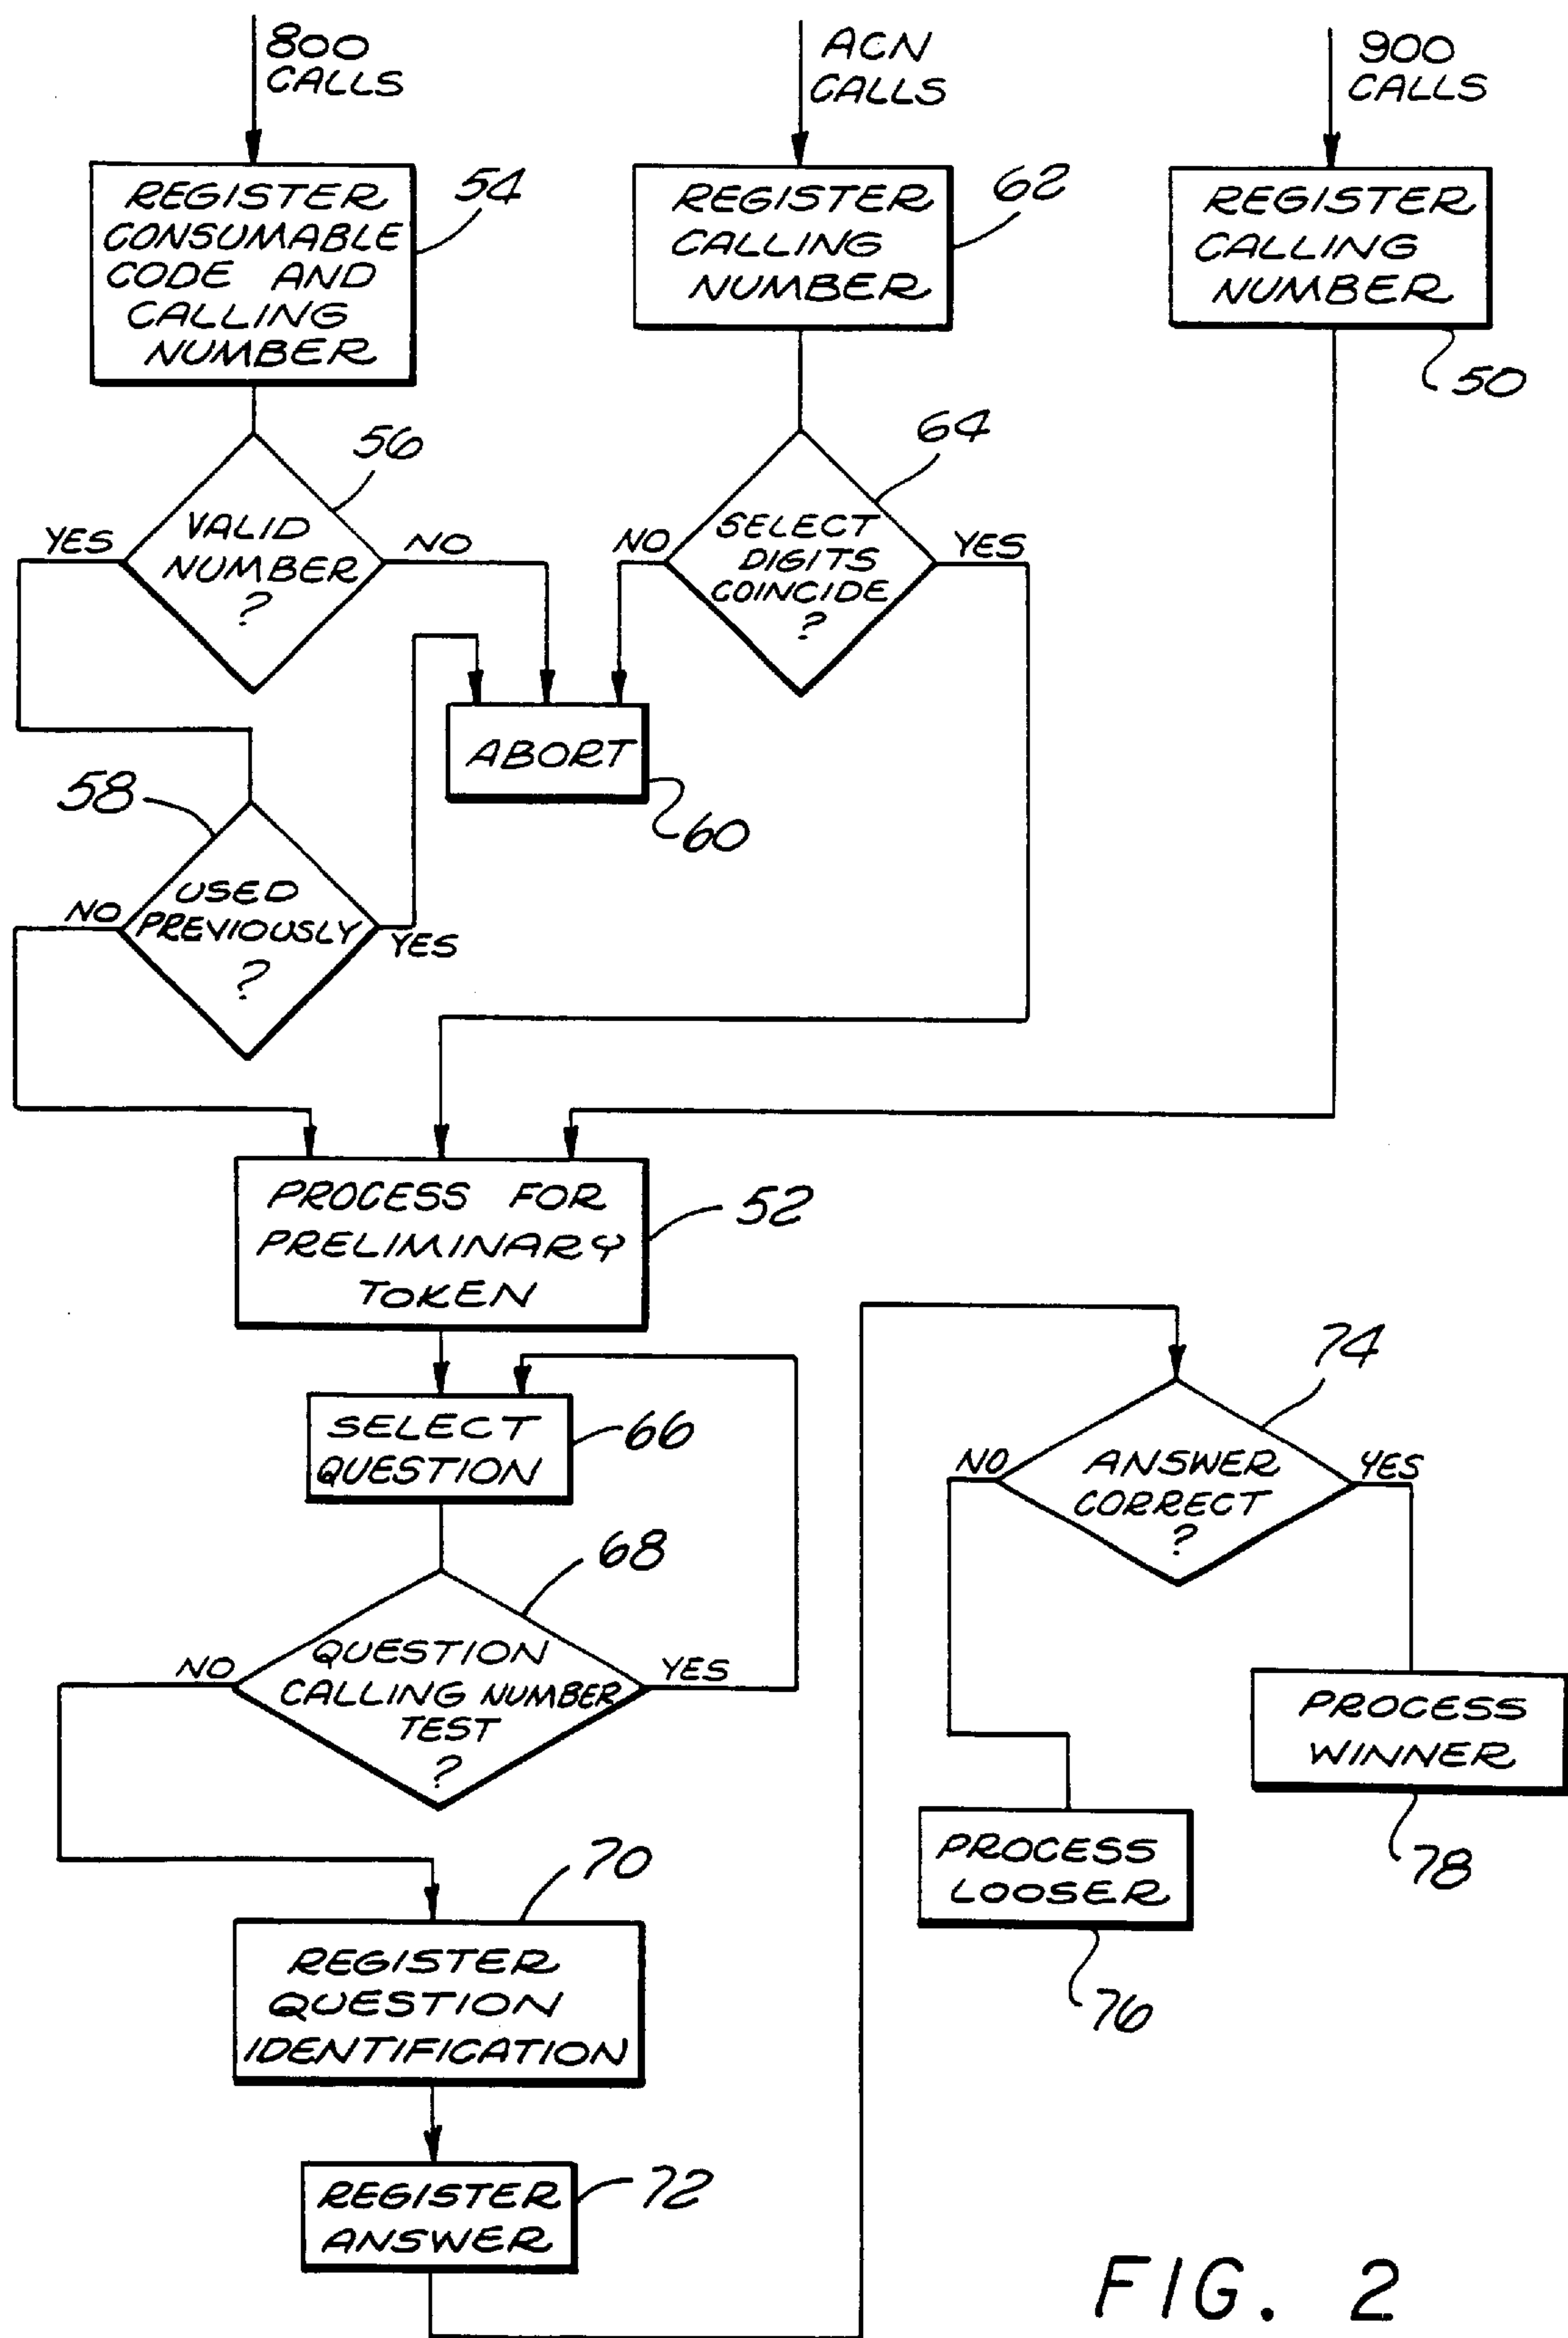 800
CALLS
ACN
CALLS
900
CALLS
REGISTER
CONSUMABLE
CODE AND
CALLING
NUMBER
54
REGISTER
CALLING
NUMBER
62
REGISTER
CALLING
NUMBER
50
VALID
NUMBER
?
56
YES
NO
SELECT
DIGITS
COINCIDE
?
64
NO
YES
ABORT
60
USED
PREVIOUSLY
?
58
NO
YES
PROCESS FOR
PRELIMINARY
TOKEN
52
SELECT
QUESTION
66
QUESTION
CALLING NUMBER
TEST
?
68
NO
YES
REGISTER
QUESTION
IDENTIFICATION
70
REGISTER
ANSWER
72
ANSWER
CORRECT
?
74
NO
YES
PROCESS
WINNER
78
PROCESS
LOOSER
76
FIG. 2